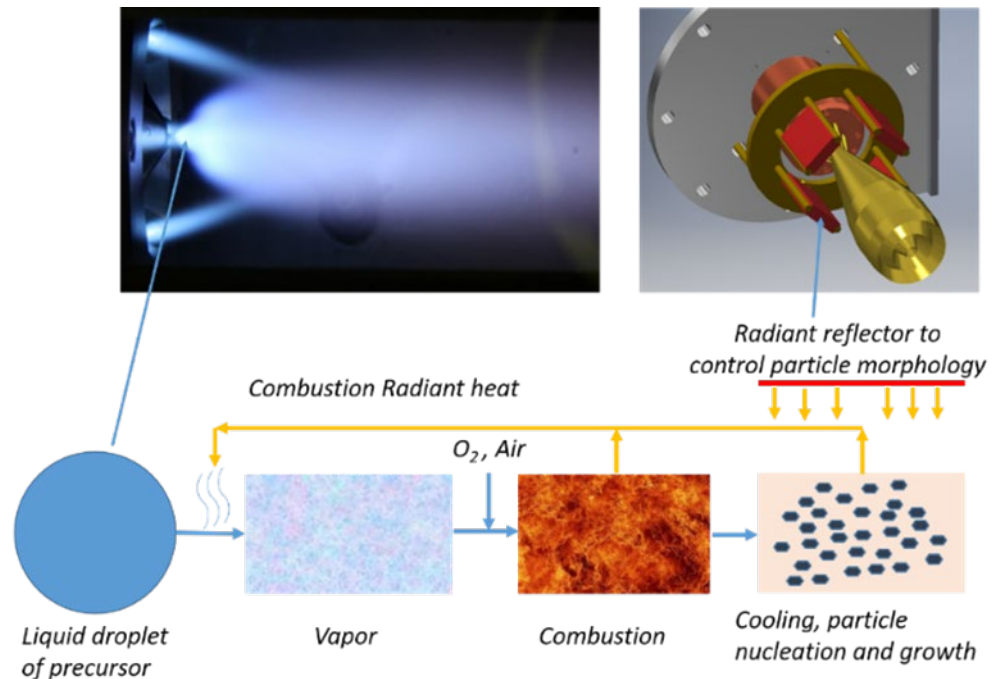 Radiant reflector to
control particle morphology
Combustion Radiant heat
O₂, Air
Liquid droplet
of precursor
Vapor
Combustion
Cooling, particle
nucleation and growth